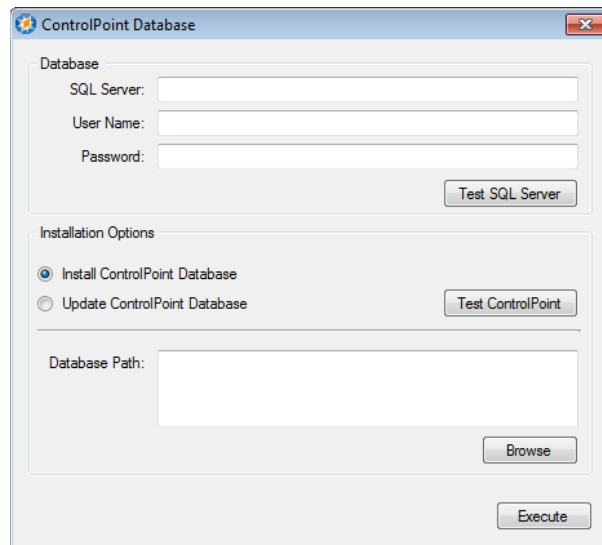 ControlPoint Database
Database
SQL Server:
User Name:
Password:
Test SQL Server
Installation Options
Install ControlPoint Database
Update ControlPoint Database
Test ControlPoint
Database Path:
Browse
Execute